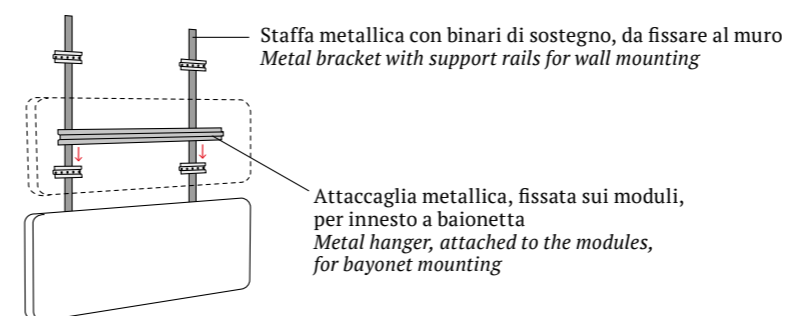 Staffa metallica con binari di sostegno, da fissare al muro
Metal bracket with support rails for wall mounting
Attaccaglia metallica, fissata sui moduli,
per innesto a baionetta
Metal hanger, attached to the modules,
for bayonet mounting